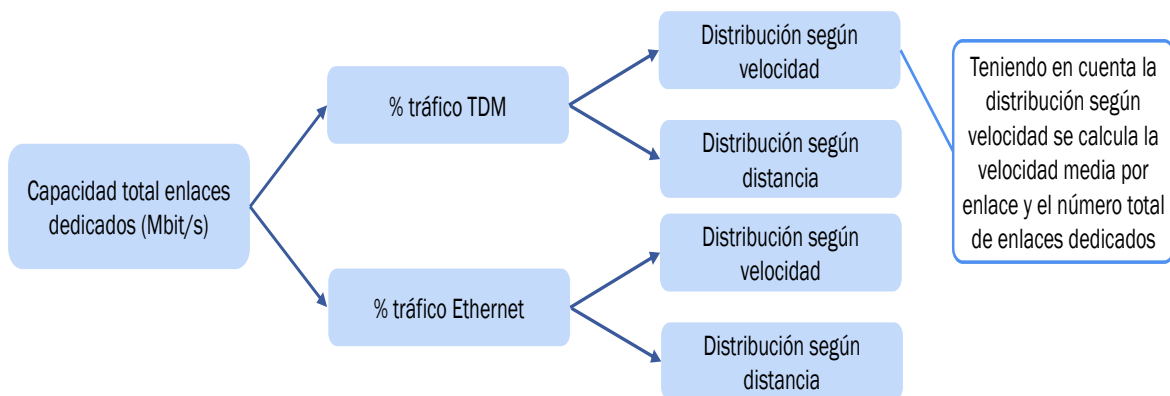 Capacidad total enlaces
dedicados (Mbit/s)
% tráfico TDM
% tráfico Ethernet
Distribución según
velocidad
Distribución según
distancia
Distribución según
velocidad
Distribución según
distancia
Teniendo en cuenta la
distribución según
velocidad se calcula la
velocidad media por
enlace y el número total
de enlaces dedicados